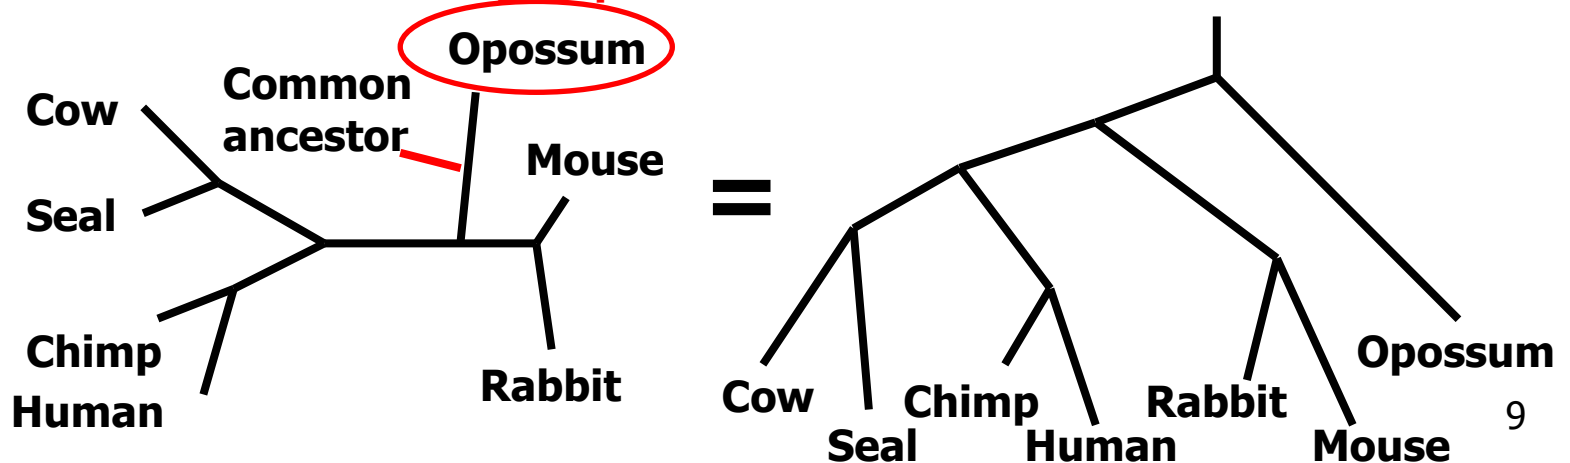 Opossum
Common
ancestor
Cow
Mouse
Seal
Chimp
Human
Rabbit
=
Opossum
Cow
Chimp
Rabbit
9
Seal
Human
Mouse